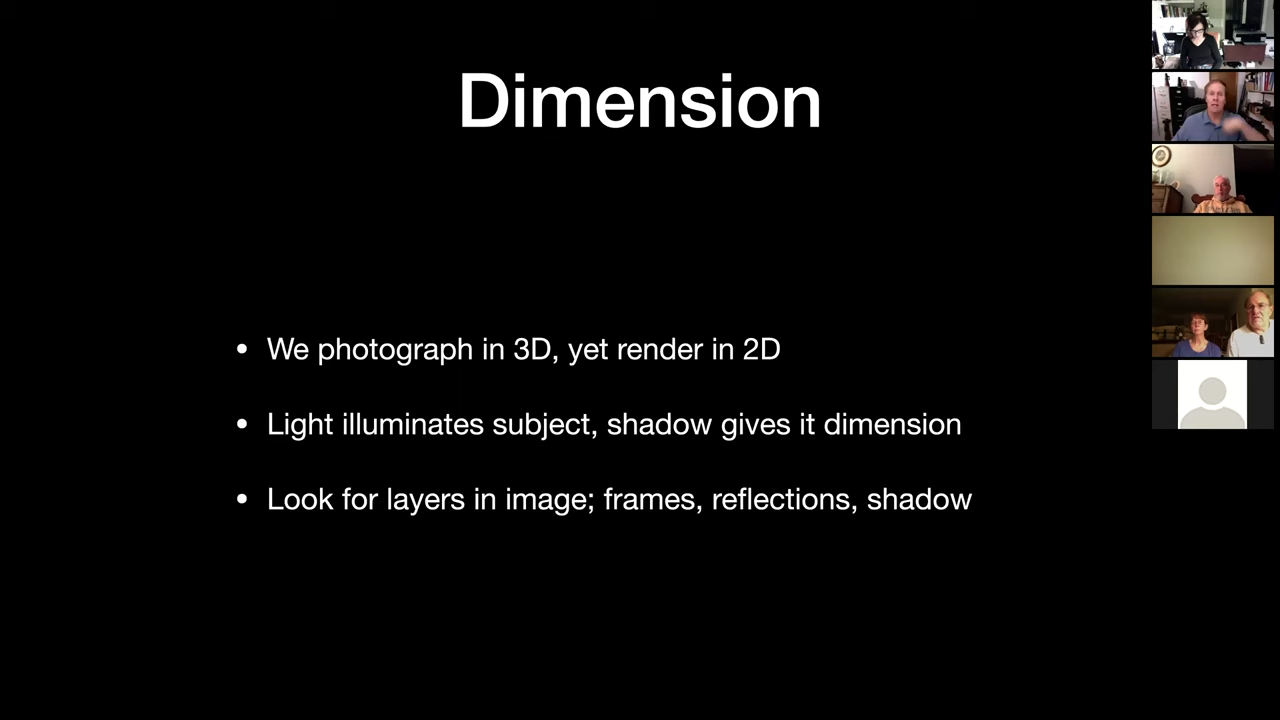 Dimension
• We photograph in 3D, yet render in 2D
• Light illuminates subject, shadow gives it dimension
• Look for layers in image; frames, reflections, shadow